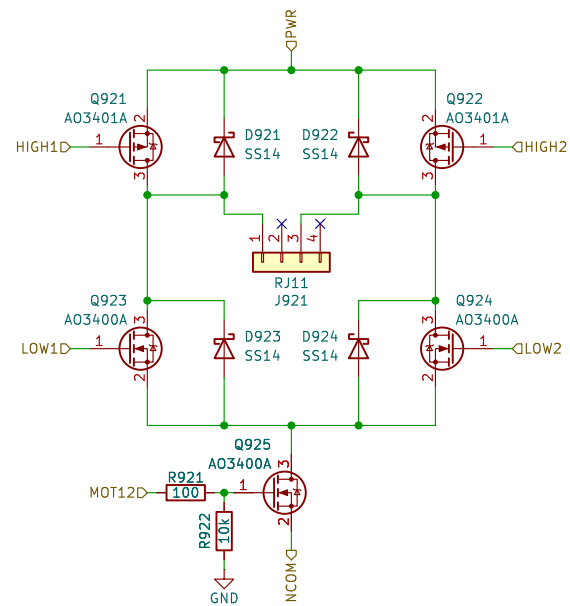 PWR
Q921
AO3401A
2
HIGH1
1
3
D921
SS14
D922
SS14
Q922
AO3401A
2
1
HIGH2
3
1
2
3
4
RJ11
J921
Q923
AO3400A
3
LOW1
1
2
D923
SS14
D924
SS14
Q924
AO3400A
3
1
LOW2
2
Q925
AO3400A
3
MOT12
R921
100
1
2
R922
10k
GND
NCOM